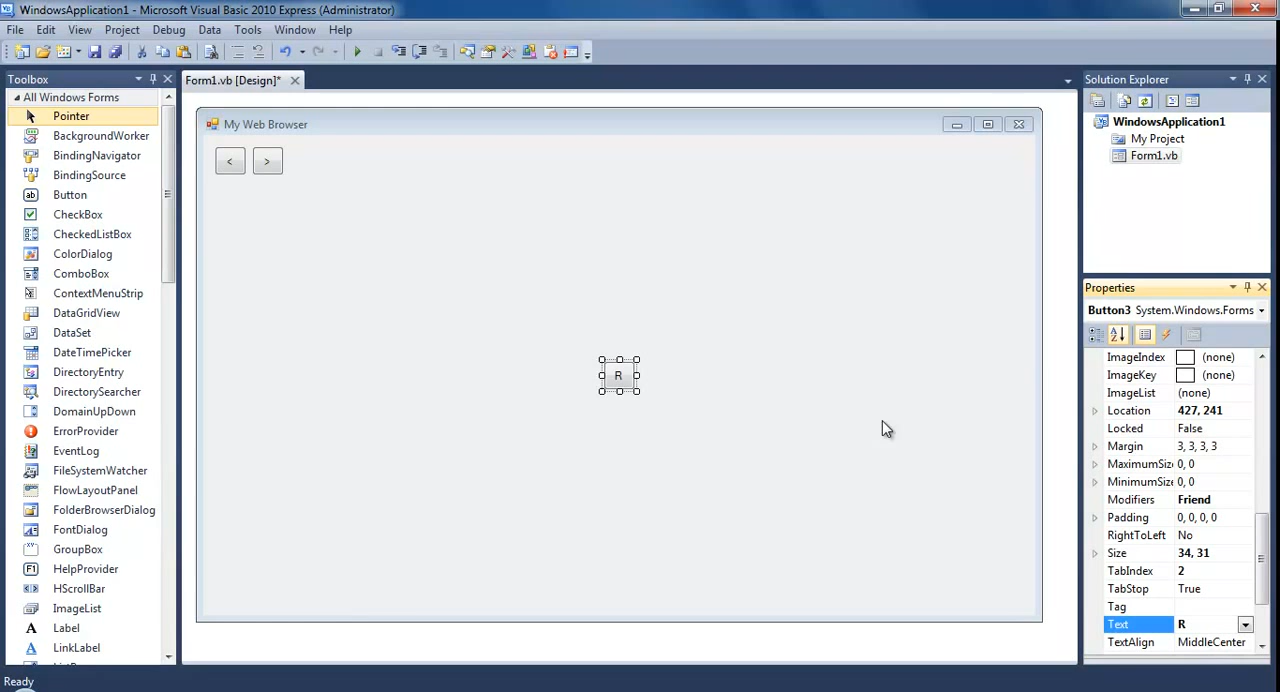 WindowsApplication1 - Microsoft Visual Basic 2010 Express (Administrator)
File Edit View Project Debug Data Tools Window Help
Toolbox
All Windows Forms
Pointer
BackgroundWorker
BindingNavigator
BindingSource
Button
CheckBox
CheckedListBox
ColorDialog
ComboBox
ContextMenuStrip
DataGridView
DataSet
DateTimePicker
DirectoryEntry
DirectorySearcher
DomainUpDown
ErrorProvider
EventLog
FileSystemWatcher
FlowLayoutPanel
FolderBrowserDialog
FontDialog
GroupBox
HelpProvider
HScrollBar
ImageList
Label
LinkLabel
Form1.vb [Design]*
My Web Browser
< >
R
Solution Explorer
WindowsApplication1
My Project
Form1.vb
Properties
Button3 System.Windows.Forms
ImageIndex (none)
ImageKey (none)
ImageList (none)
Location 427, 241
Locked False
Margin 3, 3, 3, 3
MaximumSize 0, 0
MinimumSize 0, 0
Modifiers Friend
Padding 0, 0, 0, 0
RightToLeft No
Size 34, 31
TabIndex 2
TabStop True
Tag
Text R
TextAlign MiddleCenter
Ready